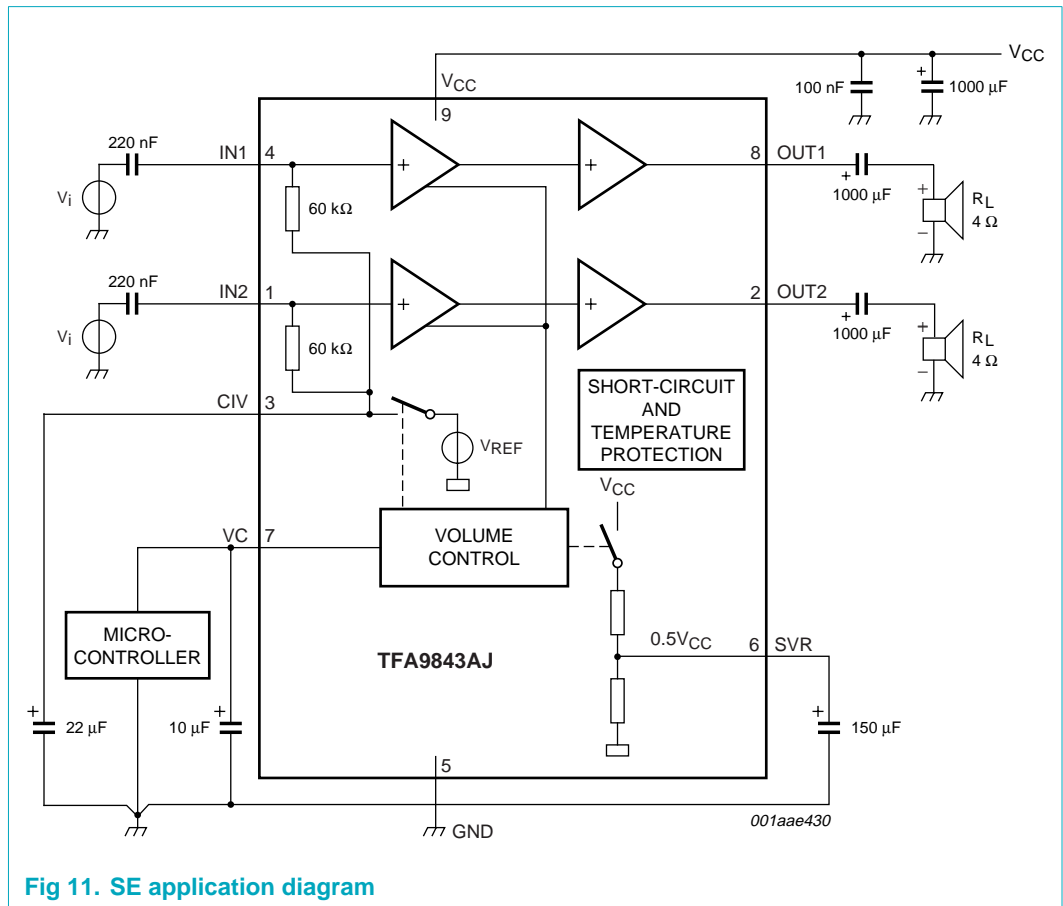 VCC
VCC
100 nF
+
1000 μF
9
220 nF
IN1
4
+
+
8
OUT1
Vi
60 kΩ
+
1000 μF
+
−
RL
4 Ω
220 nF
IN2
1
+
+
2
OUT2
Vi
60 kΩ
+
1000 μF
+
−
RL
4 Ω
CIV
3
VREF
SHORT-CIRCUIT
AND
TEMPERATURE
PROTECTION
VCC
VC
7
VOLUME
CONTROL
MICRO-
CONTROLLER
TFA9843AJ
0.5VCC
6
SVR
+
22 μF
10 μF
+
+
150 μF
5
GND
001aae430
Fig 11. SE application diagram